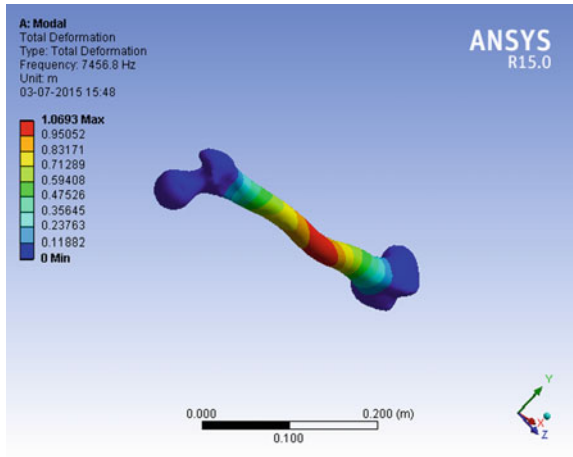 A: Modal
Total Deformation
Type: Total Deformation
Frequency: 7456.8 Hz
Unit: m
03-07-2015 15:48
ANSYS
R15.0
1.0693 Max
0.95052
0.83171
0.71289
0.59408
0.47526
0.35645
0.23763
0.11882
0 Min
0.000
0.200 (m)
0.100
Y
X
Z